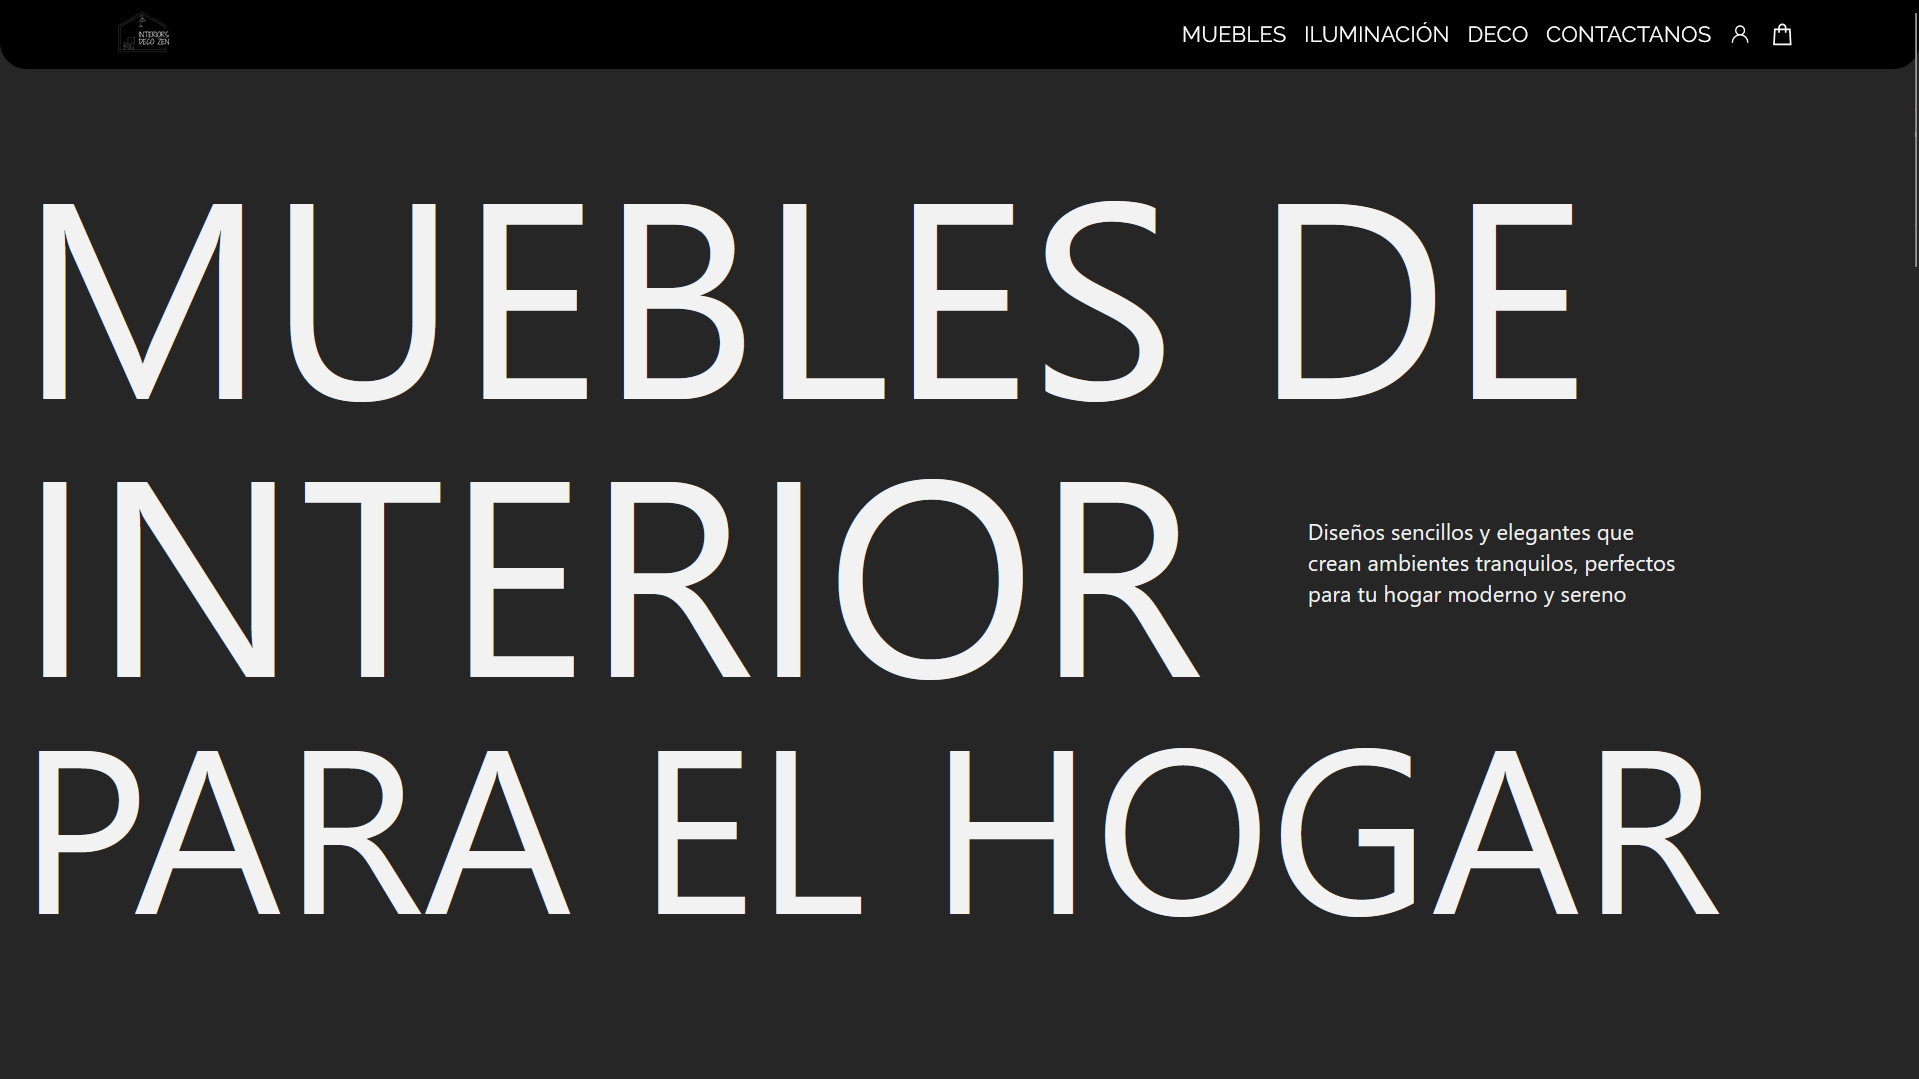 INTERIORS
DECO ZEN
MUEBLES ILUMINACIÓN DECO CONTACTANOS
MUEBLES DE
INTERIOR
Diseños sencillos y elegantes que
crean ambientes tranquilos, perfectos
para tu hogar moderno y sereno
PARA EL HOGAR